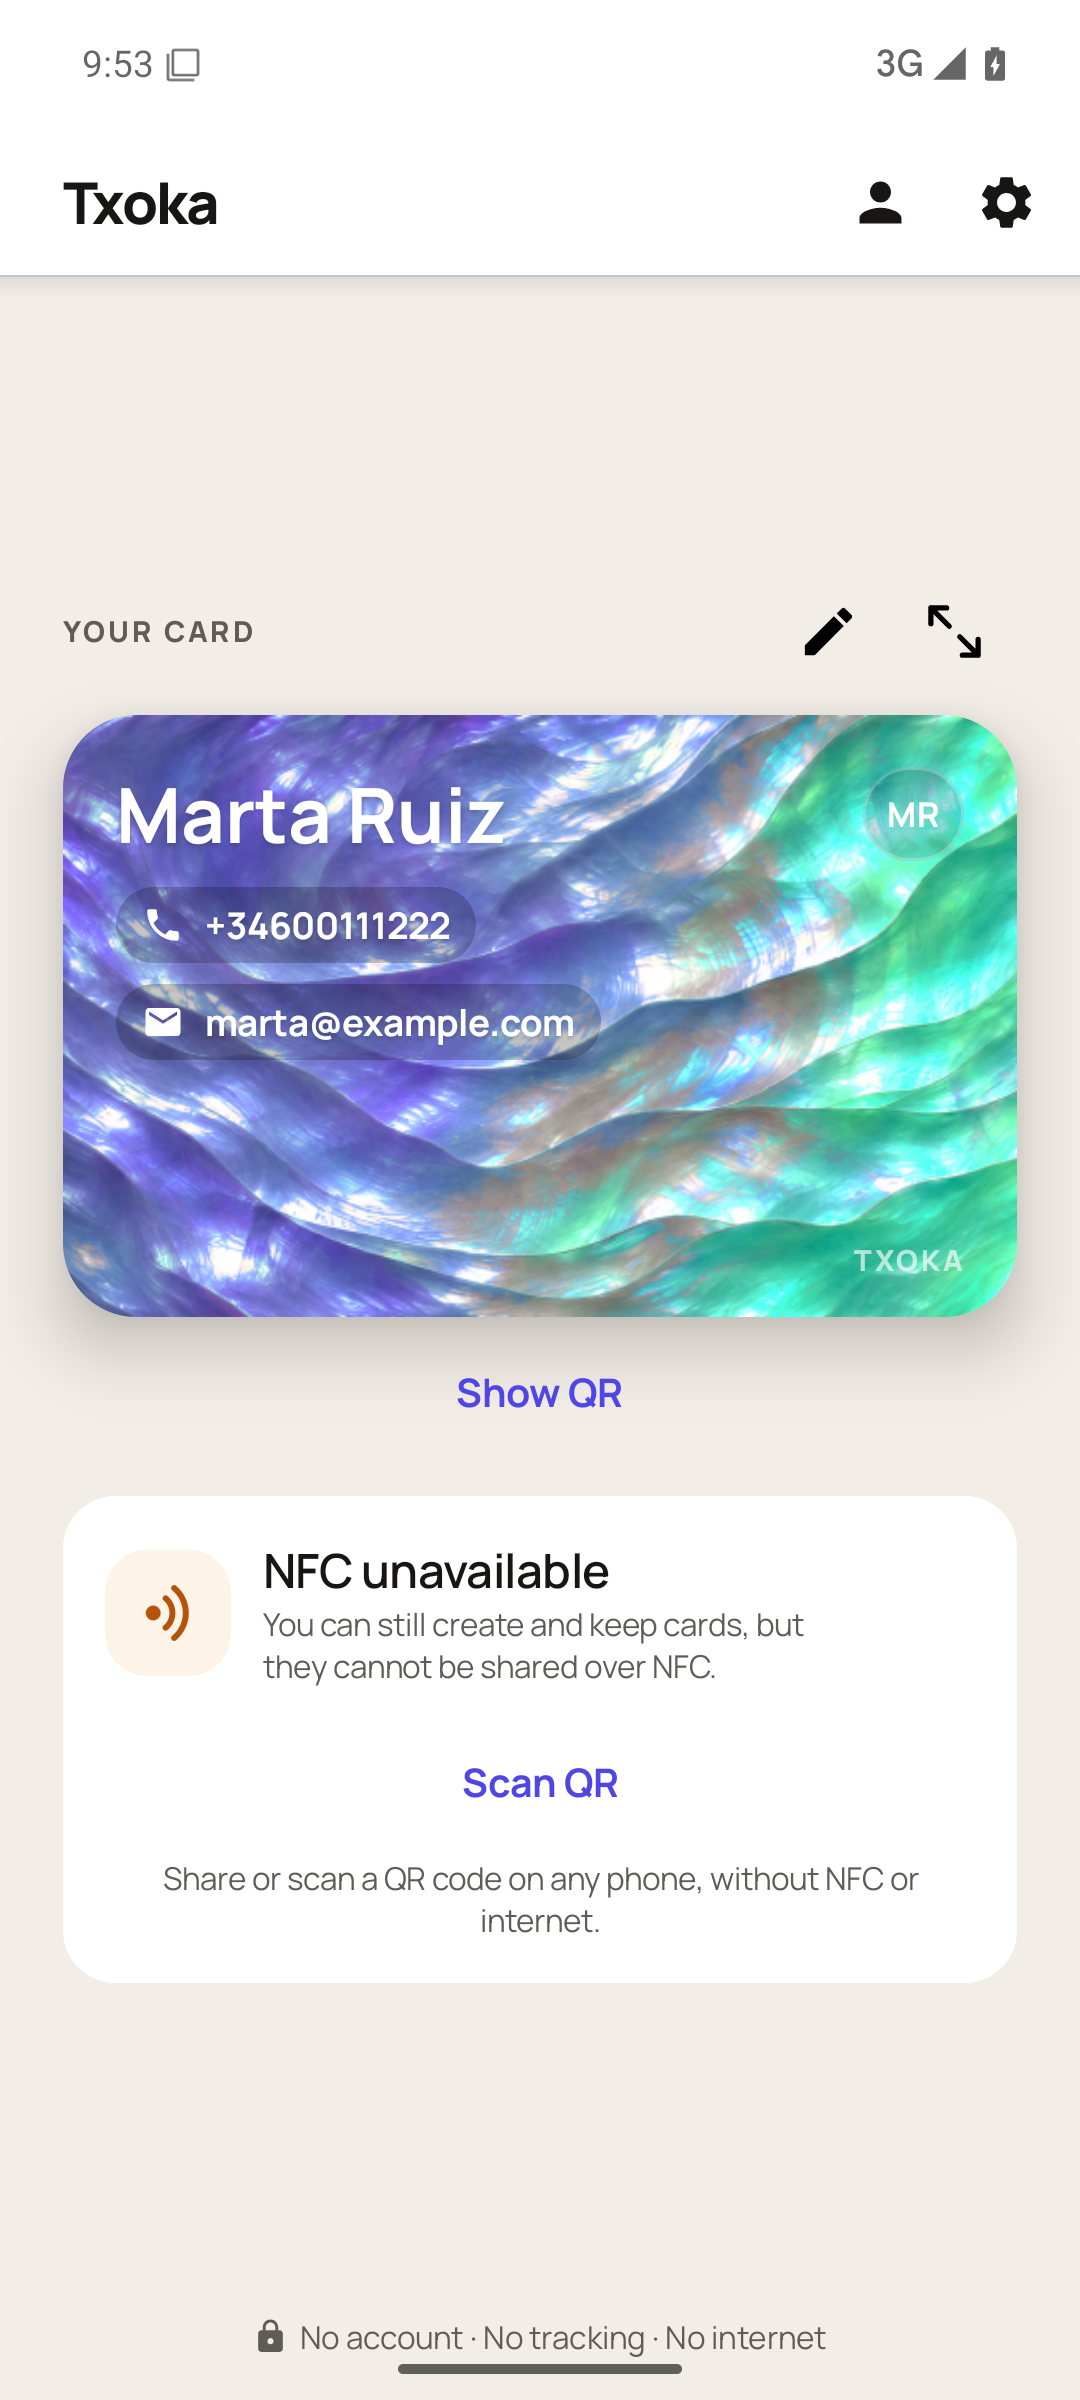 9:53
3G
Txoka
YOUR CARD
Marta Ruiz
MR
+34600111222
marta@example.com
TXOKA
Show QR
NFC unavailable
You can still create and keep cards, but
they cannot be shared over NFC.
Scan QR
Share or scan a QR code on any phone, without NFC or
internet.
No account · No tracking · No internet